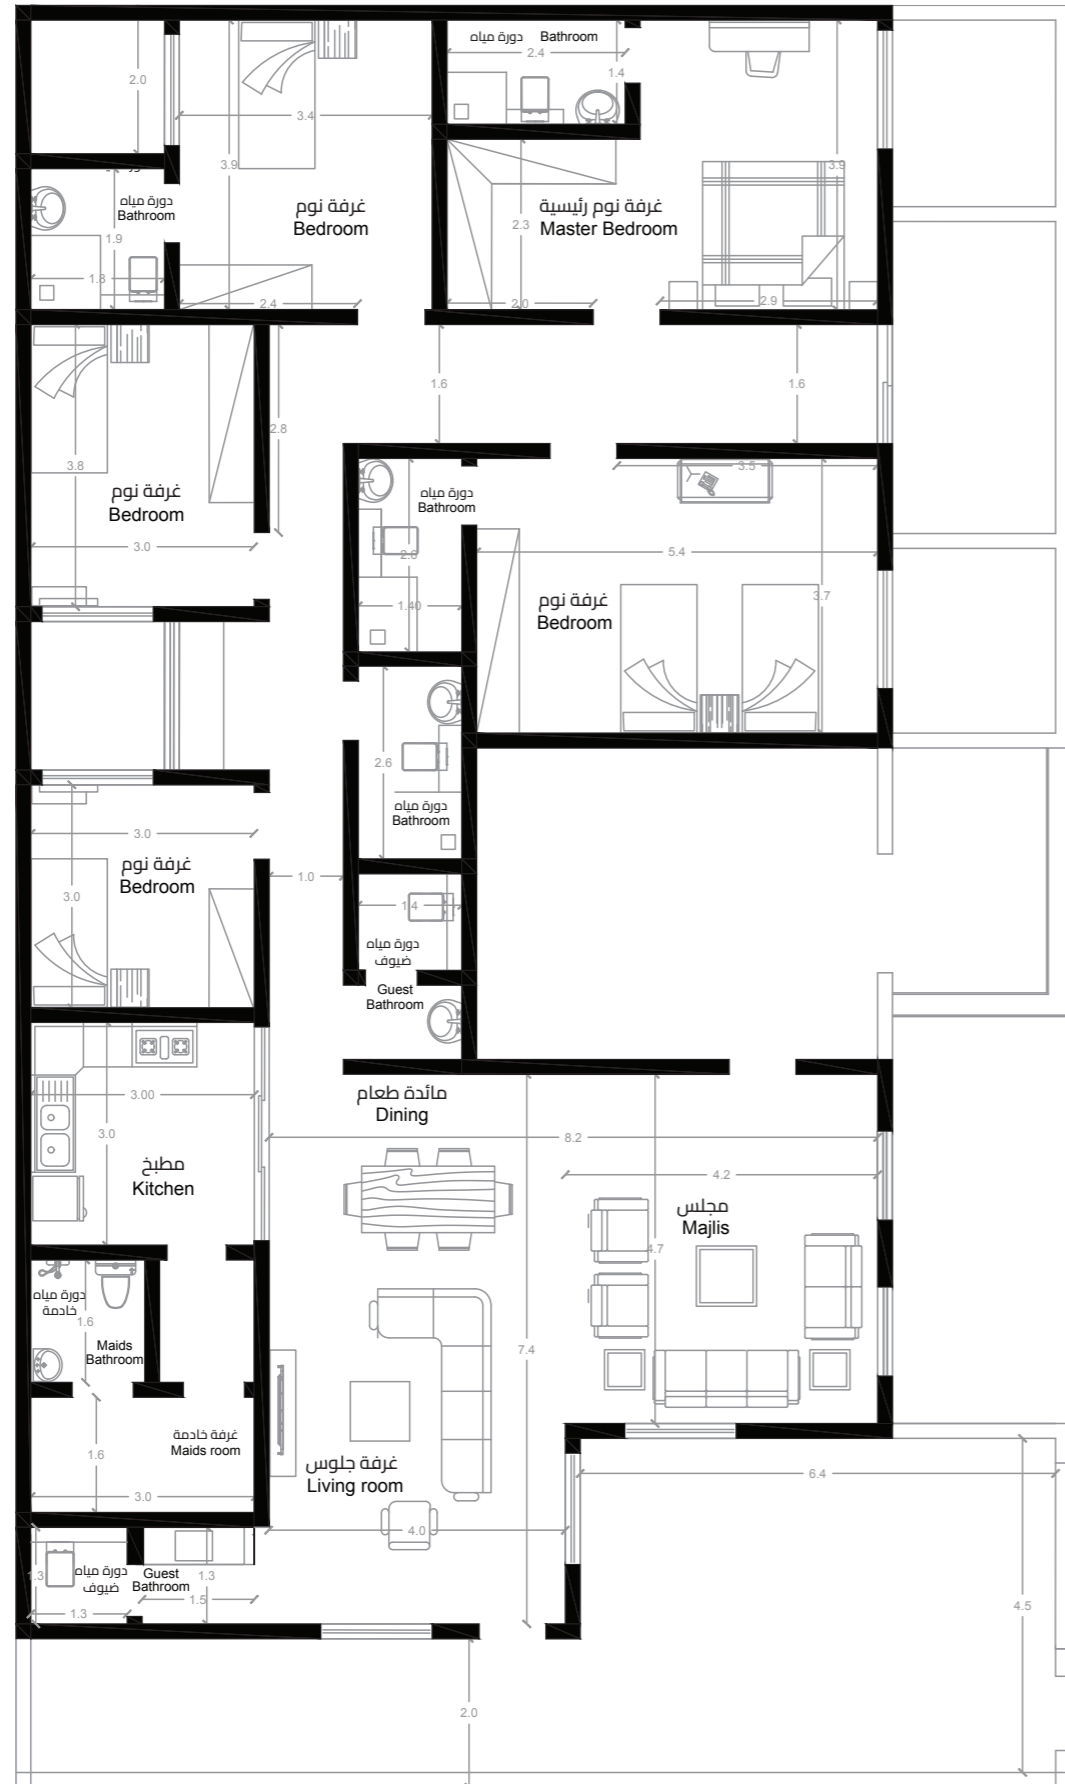 دورة مياه Bathroom
2.4
1.4
2.0
3.4
3.9
3.9
دورة مياه
Bathroom
1.9
1.8
غرفة نوم
Bedroom
2.4
2.3
غرفة نوم رئيسية
Master Bedroom
2.0
2.9
1.6
1.6
2.8
3.8
غرفة نوم
Bedroom
3.0
دورة مياه
Bathroom
1.40
3.5
5.4
3.7
غرفة نوم
Bedroom
2.6
دورة مياه
Bathroom
3.0
غرفة نوم
Bedroom
3.0
1.0
1.4
دورة مياه
ضيوف
Guest
Bathroom
3.00
3.0
مطبخ
Kitchen
مائدة طعام
Dining
8.2
4.2
مجلس
Majlis
4.7
7.4
دورة مياه
خادمة
1.6
Maids
Bathroom
غرفة خادمة
Maids room
1.6
3.0
غرفة جلوس
Living room
4.0
6.4
4.5
1.3
دورة مياه
ضيوف
1.3
Guest
Bathroom
1.3
1.5
2.0